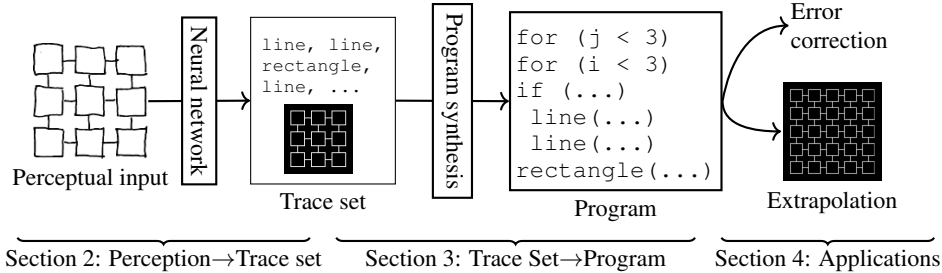 Perceptual input
Neural network
line, line,
rectangle,
line, ...
Trace set
Program synthesis
for (j < 3)
for (i < 3)
if (...)
line(...)
line(...)
rectangle(...)
Program
Error
correction
Extrapolation
Section 2: Perception→Trace set
Section 3: Trace Set→Program
Section 4: Applications